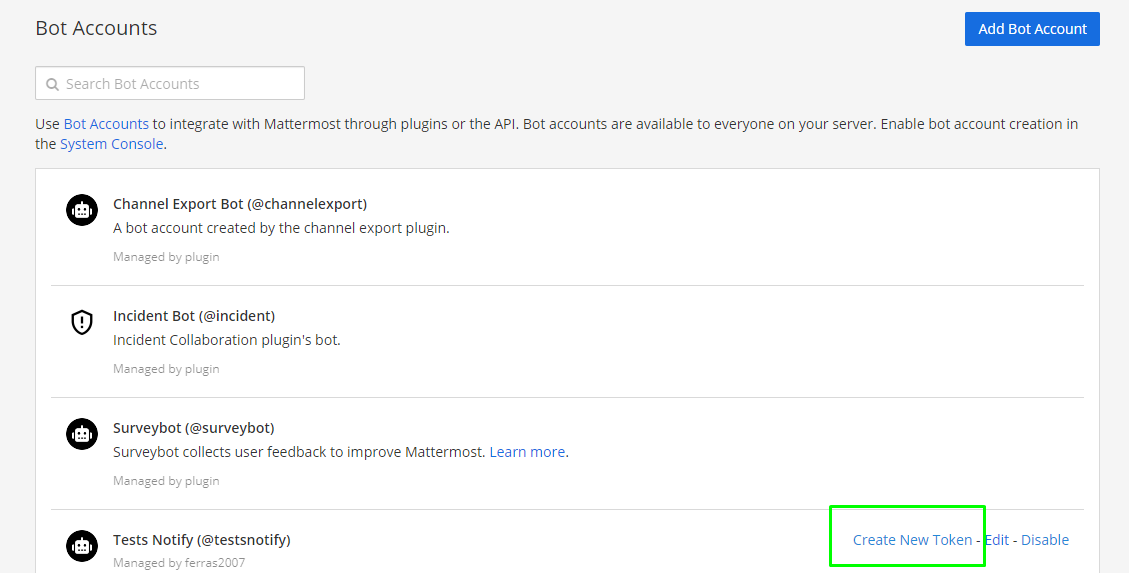 Bot Accounts
Add Bot Account
Search Bot Accounts
Use Bot Accounts to integrate with Mattermost through plugins or the API. Bot accounts are available to everyone on your server. Enable bot account creation in
the System Console.
Channel Export Bot (@channelexport)
A bot account created by the channel export plugin.
Managed by plugin
Incident Bot (@incident)
Incident Collaboration plugin's bot.
Managed by plugin
Surveybot (@surveybot)
Surveybot collects user feedback to improve Mattermost. Learn more.
Managed by plugin
Tests Notify (@testsnotify)
Create New Token - Edit - Disable
Managed by ferras2007